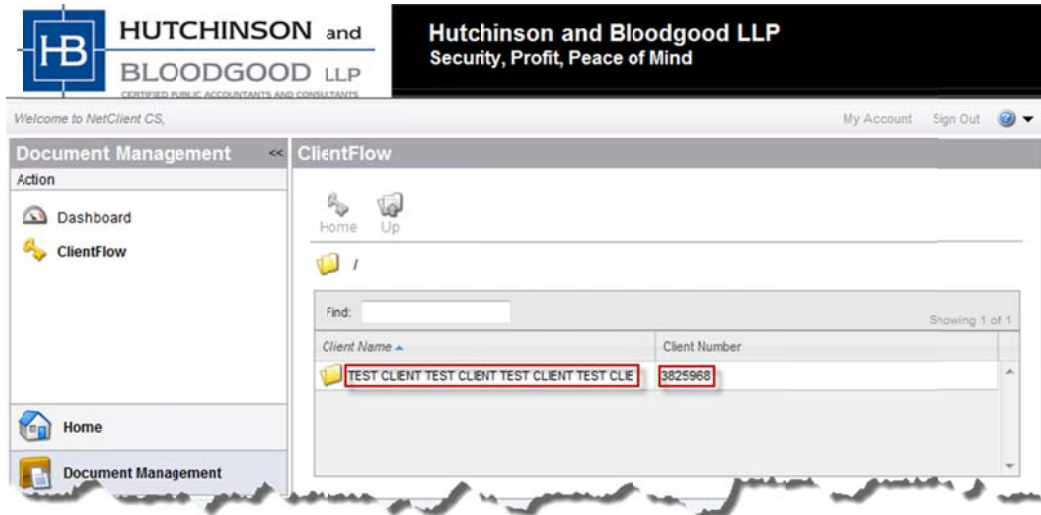 HB
HUTCHINSON and
BLOODGOOD LLP
CERTIFIED PUBLIC ACCOUNTANTS AND CONSULTANTS
Hutchinson and Bloodgood LLP
Security, Profit, Peace of Mind
Welcome to NetClient CS,
My Account Sign Out ?
Document Management <<
Action
Dashboard
ClientFlow
Home
Document Management
ClientFlow
Home Up
/
Find:
Showing 1 of 1
Client Name Client Number
TEST CLIENT TEST CLIENT TEST CLIENT TEST CLIE 3825968